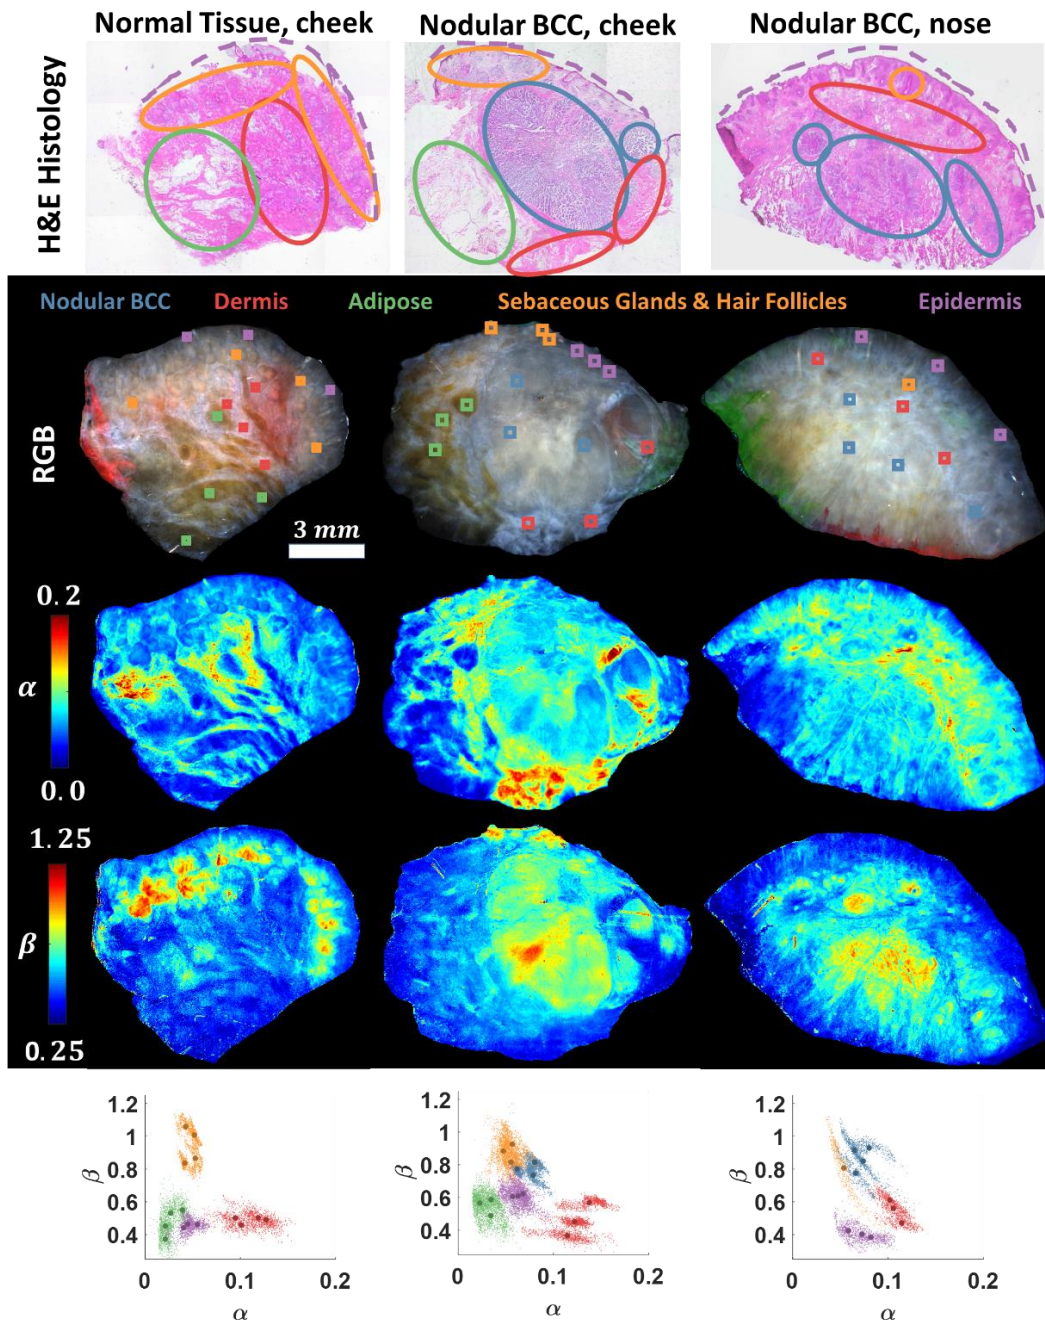 Normal Tissue, cheek Nodular BCC, cheek Nodular BCC, nose
H&E Histology
Nodular BCC Dermis Adipose Sebaceous Glands & Hair Follicles Epidermis
RGB
3 mm
0.2
α
0.0
1.25
β
0.25
1.2 1.2 1.2
1 1 1
β 0.8 β 0.8 β 0.8
0.6 0.6 0.6
0.4 0.4 0.4
0 0.1 0.2 0 0.1 0.2 0 0.1 0.2
α α α